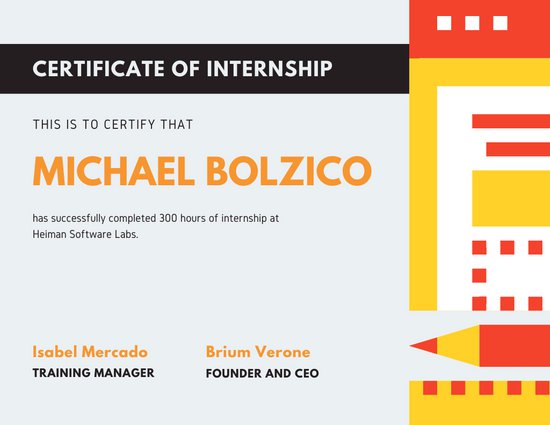 CERTIFICATE OF INTERNSHIP
THIS IS TO CERTIFY THAT
MICHAEL BOLZICO
has successfully completed 300 hours of internship at
Heiman Software Labs.
Isabel Mercado
TRAINING MANAGER
Brium Verone
FOUNDER AND CEO